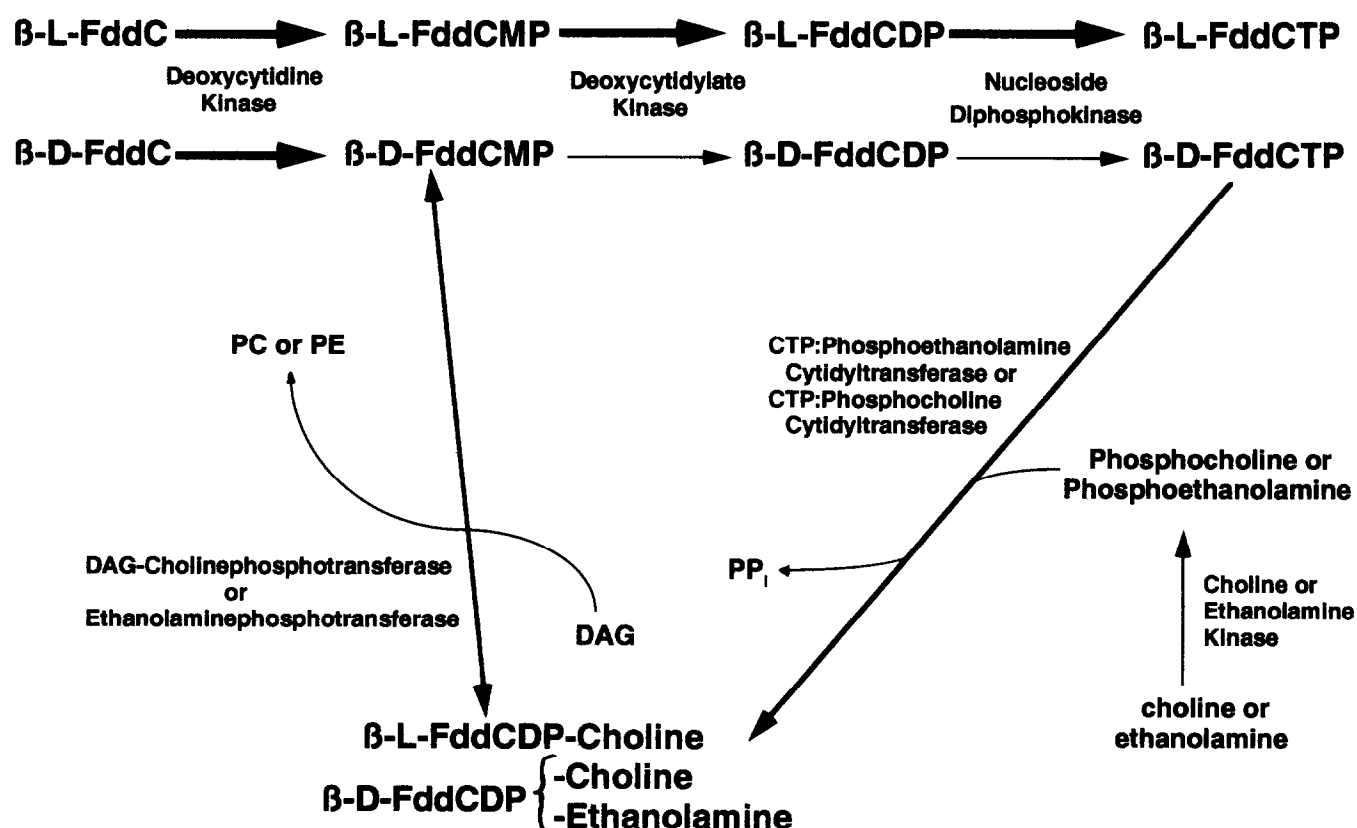 ß-L-FddC ß-L-FddCMP ß-L-FddCDP ß-L-FddCTP
Deoxycytidine
Kinase
Deoxycytidylate
Kinase
Nucleoside
Diphosphokinase
ß-D-FddC ß-D-FddCMP ß-D-FddCDP ß-D-FddCTP
PC or PE
CTP:Phosphoethanolamine
Cytidyltransferase or
CTP:Phosphocholine
Cytidyltransferase
Phosphocholine or
Phosphoethanolamine
DAG-Cholinephosphotransferase
or
Ethanolaminephosphotransferase
DAG
PPi
Choline or
Ethanolamine
Kinase
choline or
ethanolamine
ß-L-FddCDP-Choline
ß-D-FddCDP
-Choline
-Ethanolamine